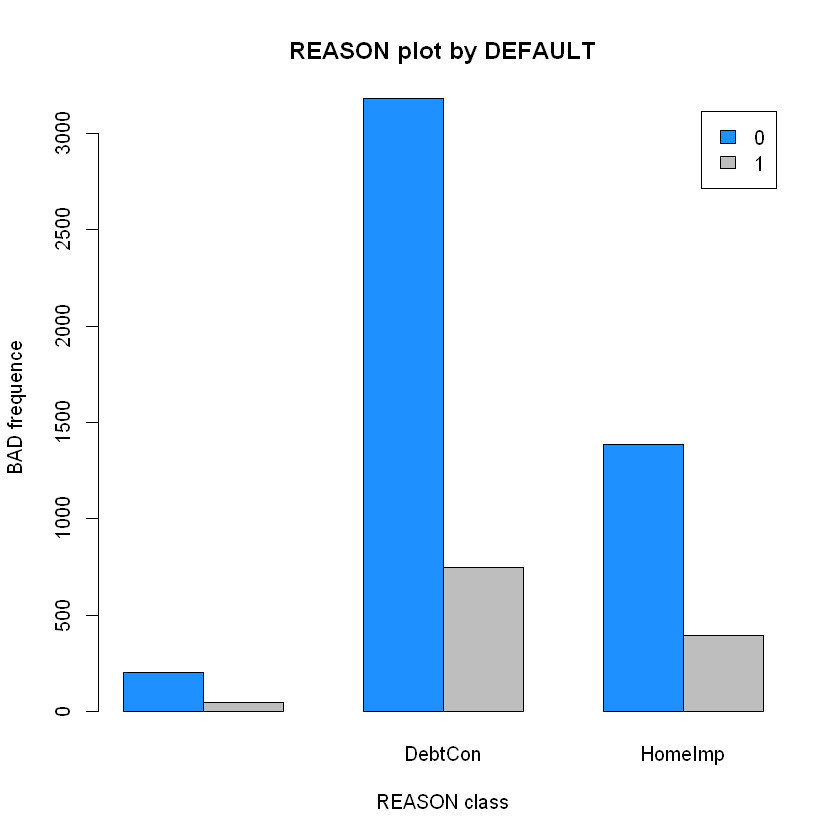 REASON plot by DEFAULT
0
1
3000
2500
2000
1500
1000
500
0
BAD frequence
DebtCon
HomeImp
REASON class